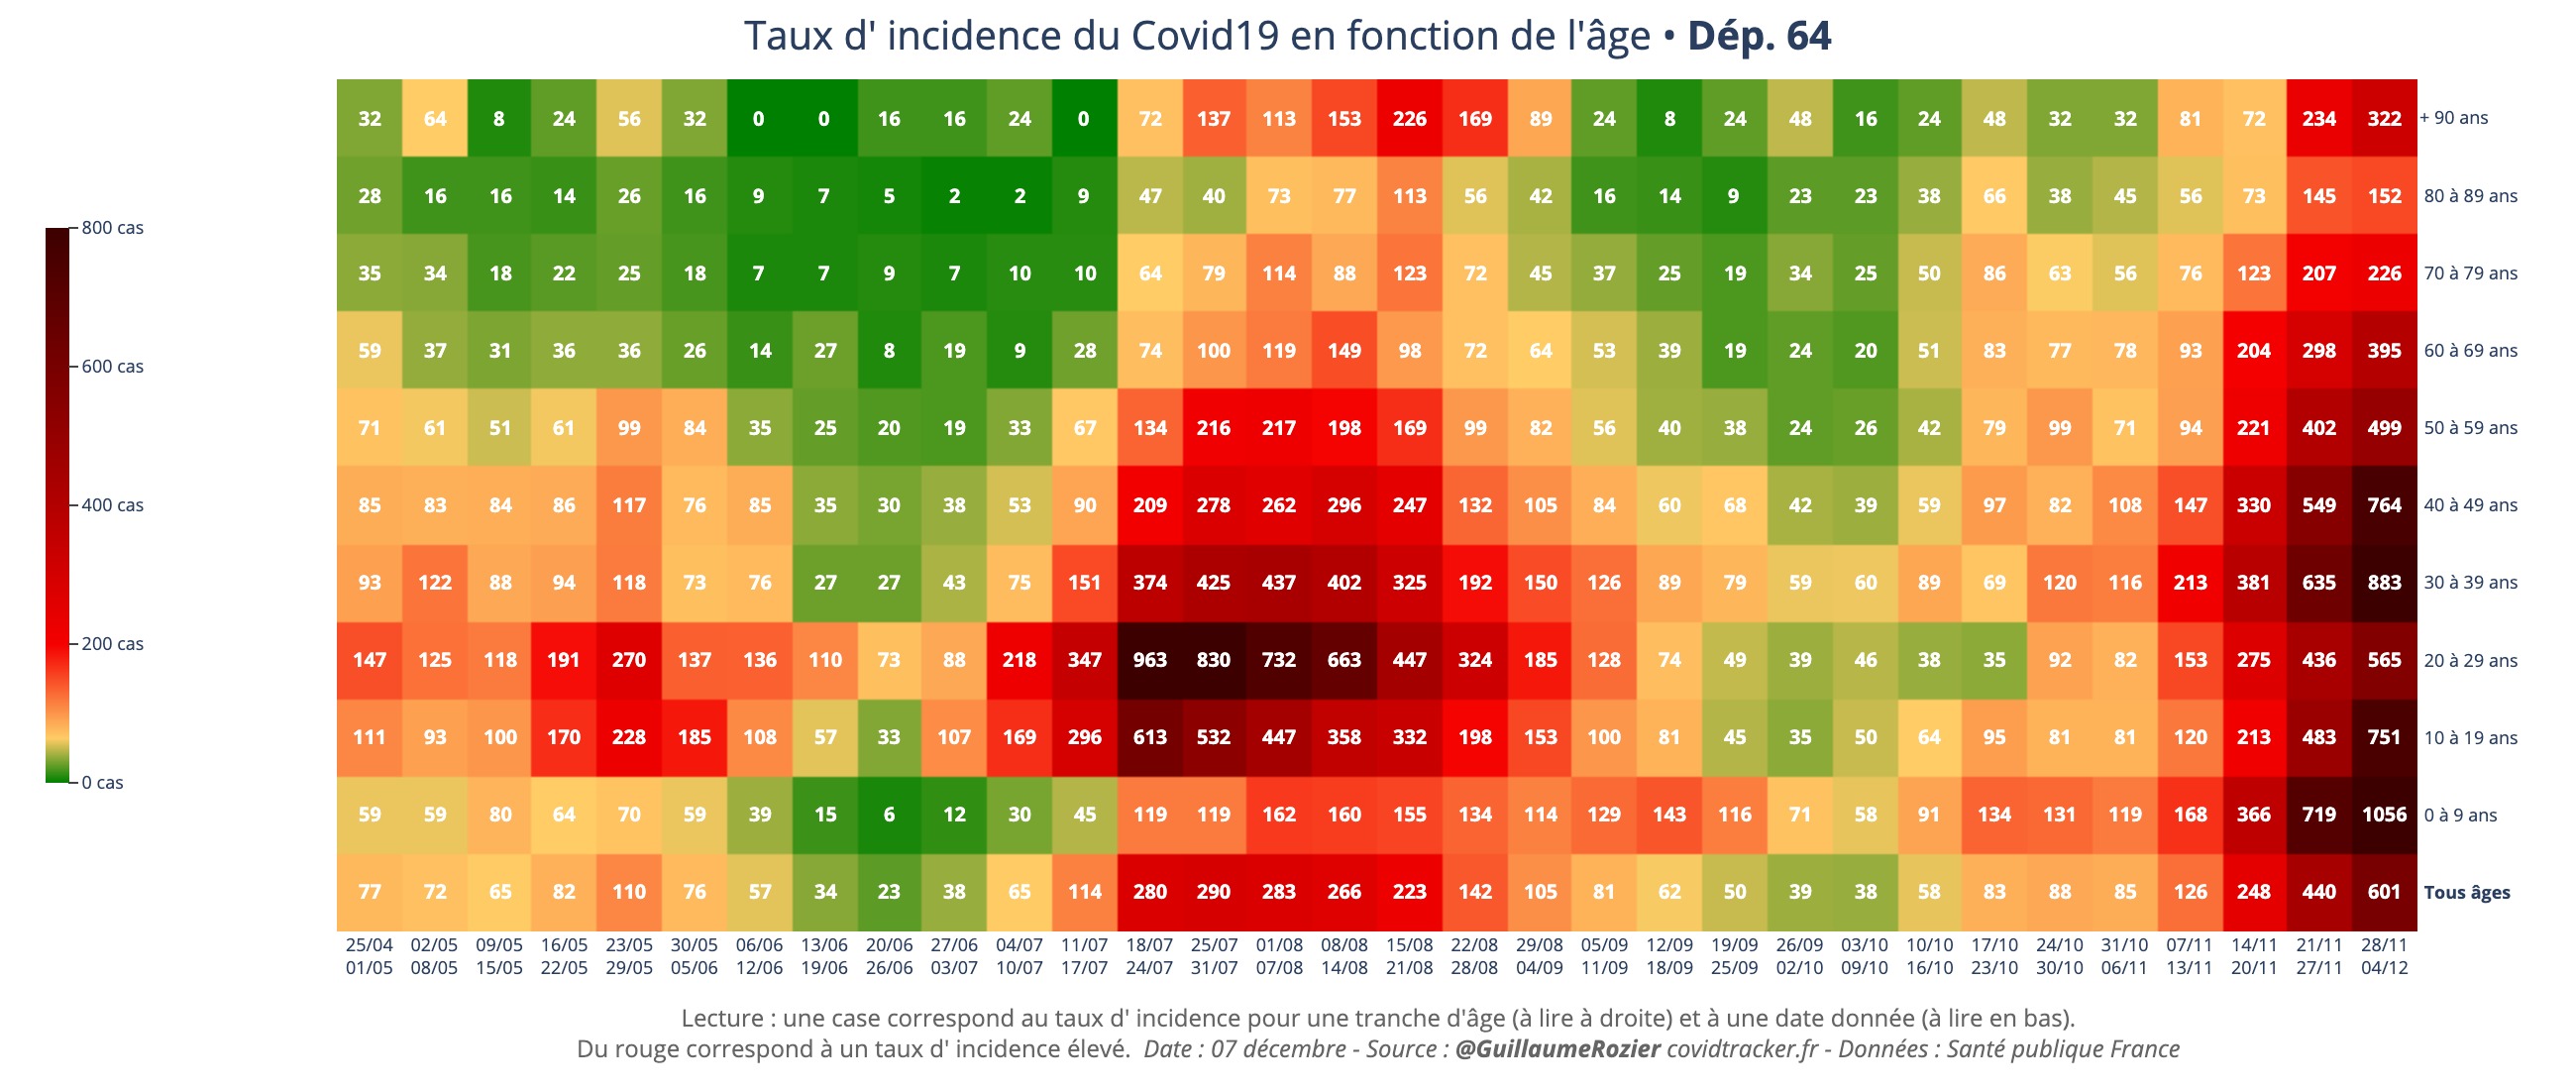 Taux d' incidence du Covid19 en fonction de l'âge • Dép. 64
800 cas
600 cas
400 cas
200 cas
0 cas
32 64 8 24 56 32 0 0 16 16 24 0 72 137 113 153 226 169 89 24 8 24 48 16 24 48 32 32 81 72 234 322 + 90 ans
28 16 16 14 26 16 9 7 5 2 2 9 47 40 73 77 113 56 42 16 14 9 23 23 38 66 38 45 56 73 145 152 80 à 89 ans
35 34 18 22 25 18 7 7 9 7 10 10 64 79 114 88 123 72 45 37 25 19 34 25 50 86 63 56 76 123 207 226 70 à 79 ans
59 37 31 36 36 26 14 27 8 19 9 28 74 100 119 149 98 72 64 53 39 19 24 20 51 83 77 78 93 204 298 395 60 à 69 ans
71 61 51 61 99 84 35 25 20 19 33 67 134 216 217 198 169 99 82 56 40 38 24 26 42 79 99 71 94 221 402 499 50 à 59 ans
85 83 84 86 117 76 85 35 30 38 53 90 209 278 262 296 247 132 105 84 60 68 42 39 59 97 82 108 147 330 549 764 40 à 49 ans
93 122 88 94 118 73 76 27 27 43 75 151 374 425 437 402 325 192 150 126 89 79 59 60 89 69 120 116 213 381 635 883 30 à 39 ans
147 125 118 191 270 137 136 110 73 88 218 347 963 830 732 663 447 324 185 128 74 49 39 46 38 35 92 82 153 275 436 565 20 à 29 ans
111 93 100 170 228 185 108 57 33 107 169 296 613 532 447 358 332 198 153 100 81 45 35 50 64 95 81 81 120 213 483 751 10 à 19 ans
59 59 80 64 70 59 39 15 6 12 30 45 119 119 162 160 155 134 114 129 143 116 71 58 91 134 131 119 168 366 719 1056 0 à 9 ans
77 72 65 82 110 76 57 34 23 38 65 114 280 290 283 266 223 142 105 81 62 50 39 38 58 83 88 85 126 248 440 601 Tous âges
25/04 02/05 09/05 16/05 23/05 30/05 06/06 13/06 20/06 27/06 04/07 11/07 18/07 25/07 01/08 08/08 15/08 22/08 29/08 05/09 12/09 19/09 26/09 03/10 10/10 17/10 24/10 31/10 07/11 14/11 21/11 28/11
01/05 08/05 15/05 22/05 29/05 05/06 12/06 19/06 26/06 03/07 10/07 17/07 24/07 31/07 07/08 14/08 21/08 28/08 04/09 11/09 18/09 25/09 02/10 09/10 16/10 23/10 30/10 06/11 13/11 20/11 27/11 04/12
Lecture : une case correspond au taux d' incidence pour une tranche d'âge (à lire à droite) et à une date donnée (à lire en bas).
Du rouge correspond à un taux d' incidence élevé. Date : 07 décembre - Source : @GuillaumeRozier covidtracker.fr - Données : Santé publique France